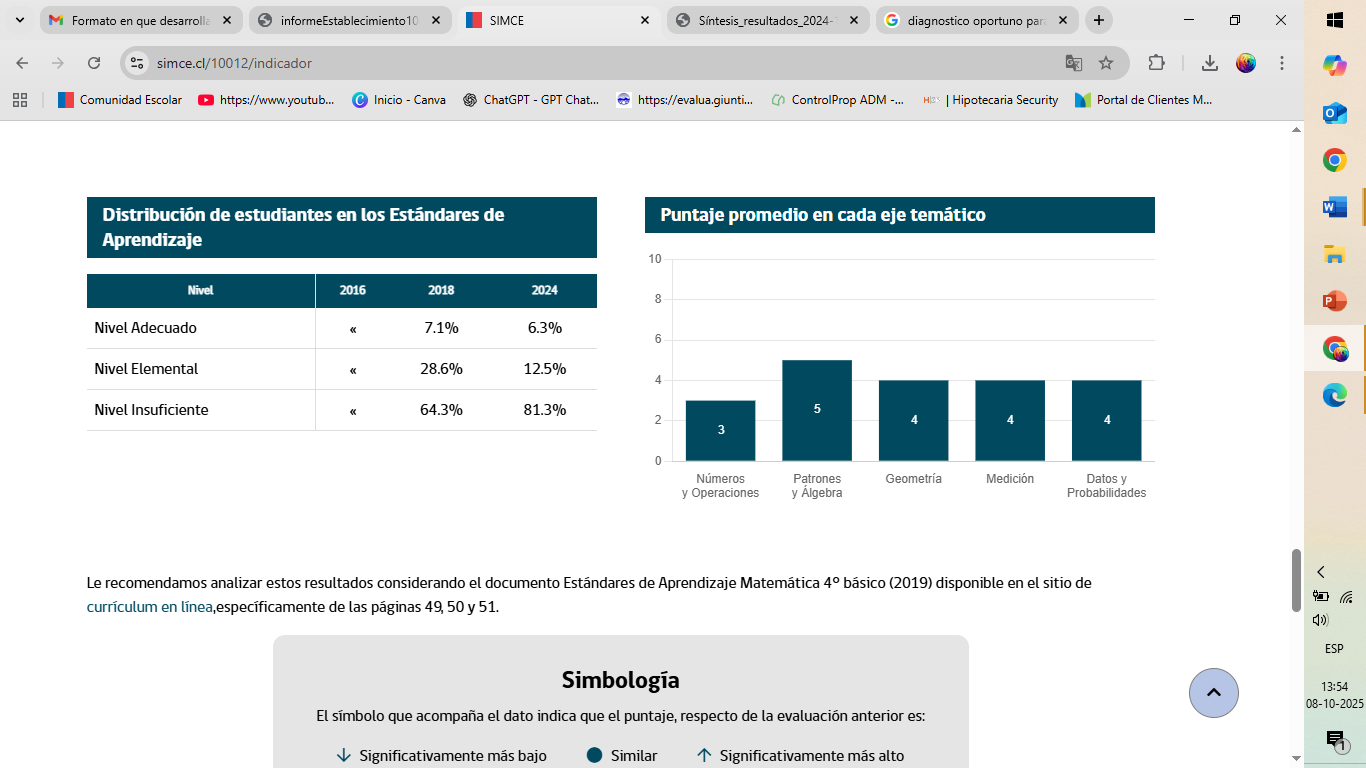 Formato en que desarrolla
informeEstablecimiento10
SIMCE
Síntesis_resultados_2024-
diagnostico oportuno par
simce.cl/10012/indicador
Comunidad Escolar
https://www.youtub...
Inicio - Canva
ChatGPT - GPT Chat...
https://evalua.giunti...
ControlProp ADM -...
| Hipotecaria Security
Portal de Clientes M...
Distribución de estudiantes en los Estándares de
Aprendizaje
Nivel 2016 2018 2024
Nivel Adecuado « 7.1% 6.3%
Nivel Elemental « 28.6% 12.5%
Nivel Insuficiente « 64.3% 81.3%
Puntaje promedio en cada eje temático
10
8
6
4
2
0
3 5 4 4 4
Números
y Operaciones
Patrones
y Álgebra
Geometría
Medición
Datos y
Probabilidades
Le recomendamos analizar estos resultados considerando el documento Estándares de Aprendizaje Matemática 4º básico (2019) disponible en el sitio de
currículum en línea,específicamente de las páginas 49, 50 y 51.
Simbología
El símbolo que acompaña el dato indica que el puntaje, respecto de la evaluación anterior es:
↓ Significativamente más bajo ● Similar ↑ Significativamente más alto
ESP
13:54
08-10-2025
1